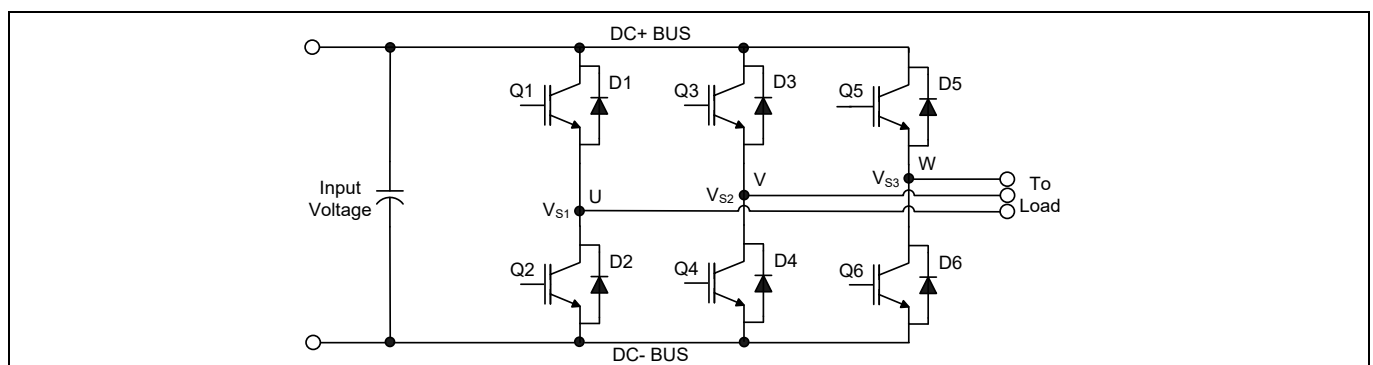 DC+ BUS
Q1
D1
Q3
D3
Q5
D5
Input
Voltage
VS1
U
VS2
V
VS3
W
To
Load
Q2
D2
Q4
D4
Q6
D6
DC- BUS